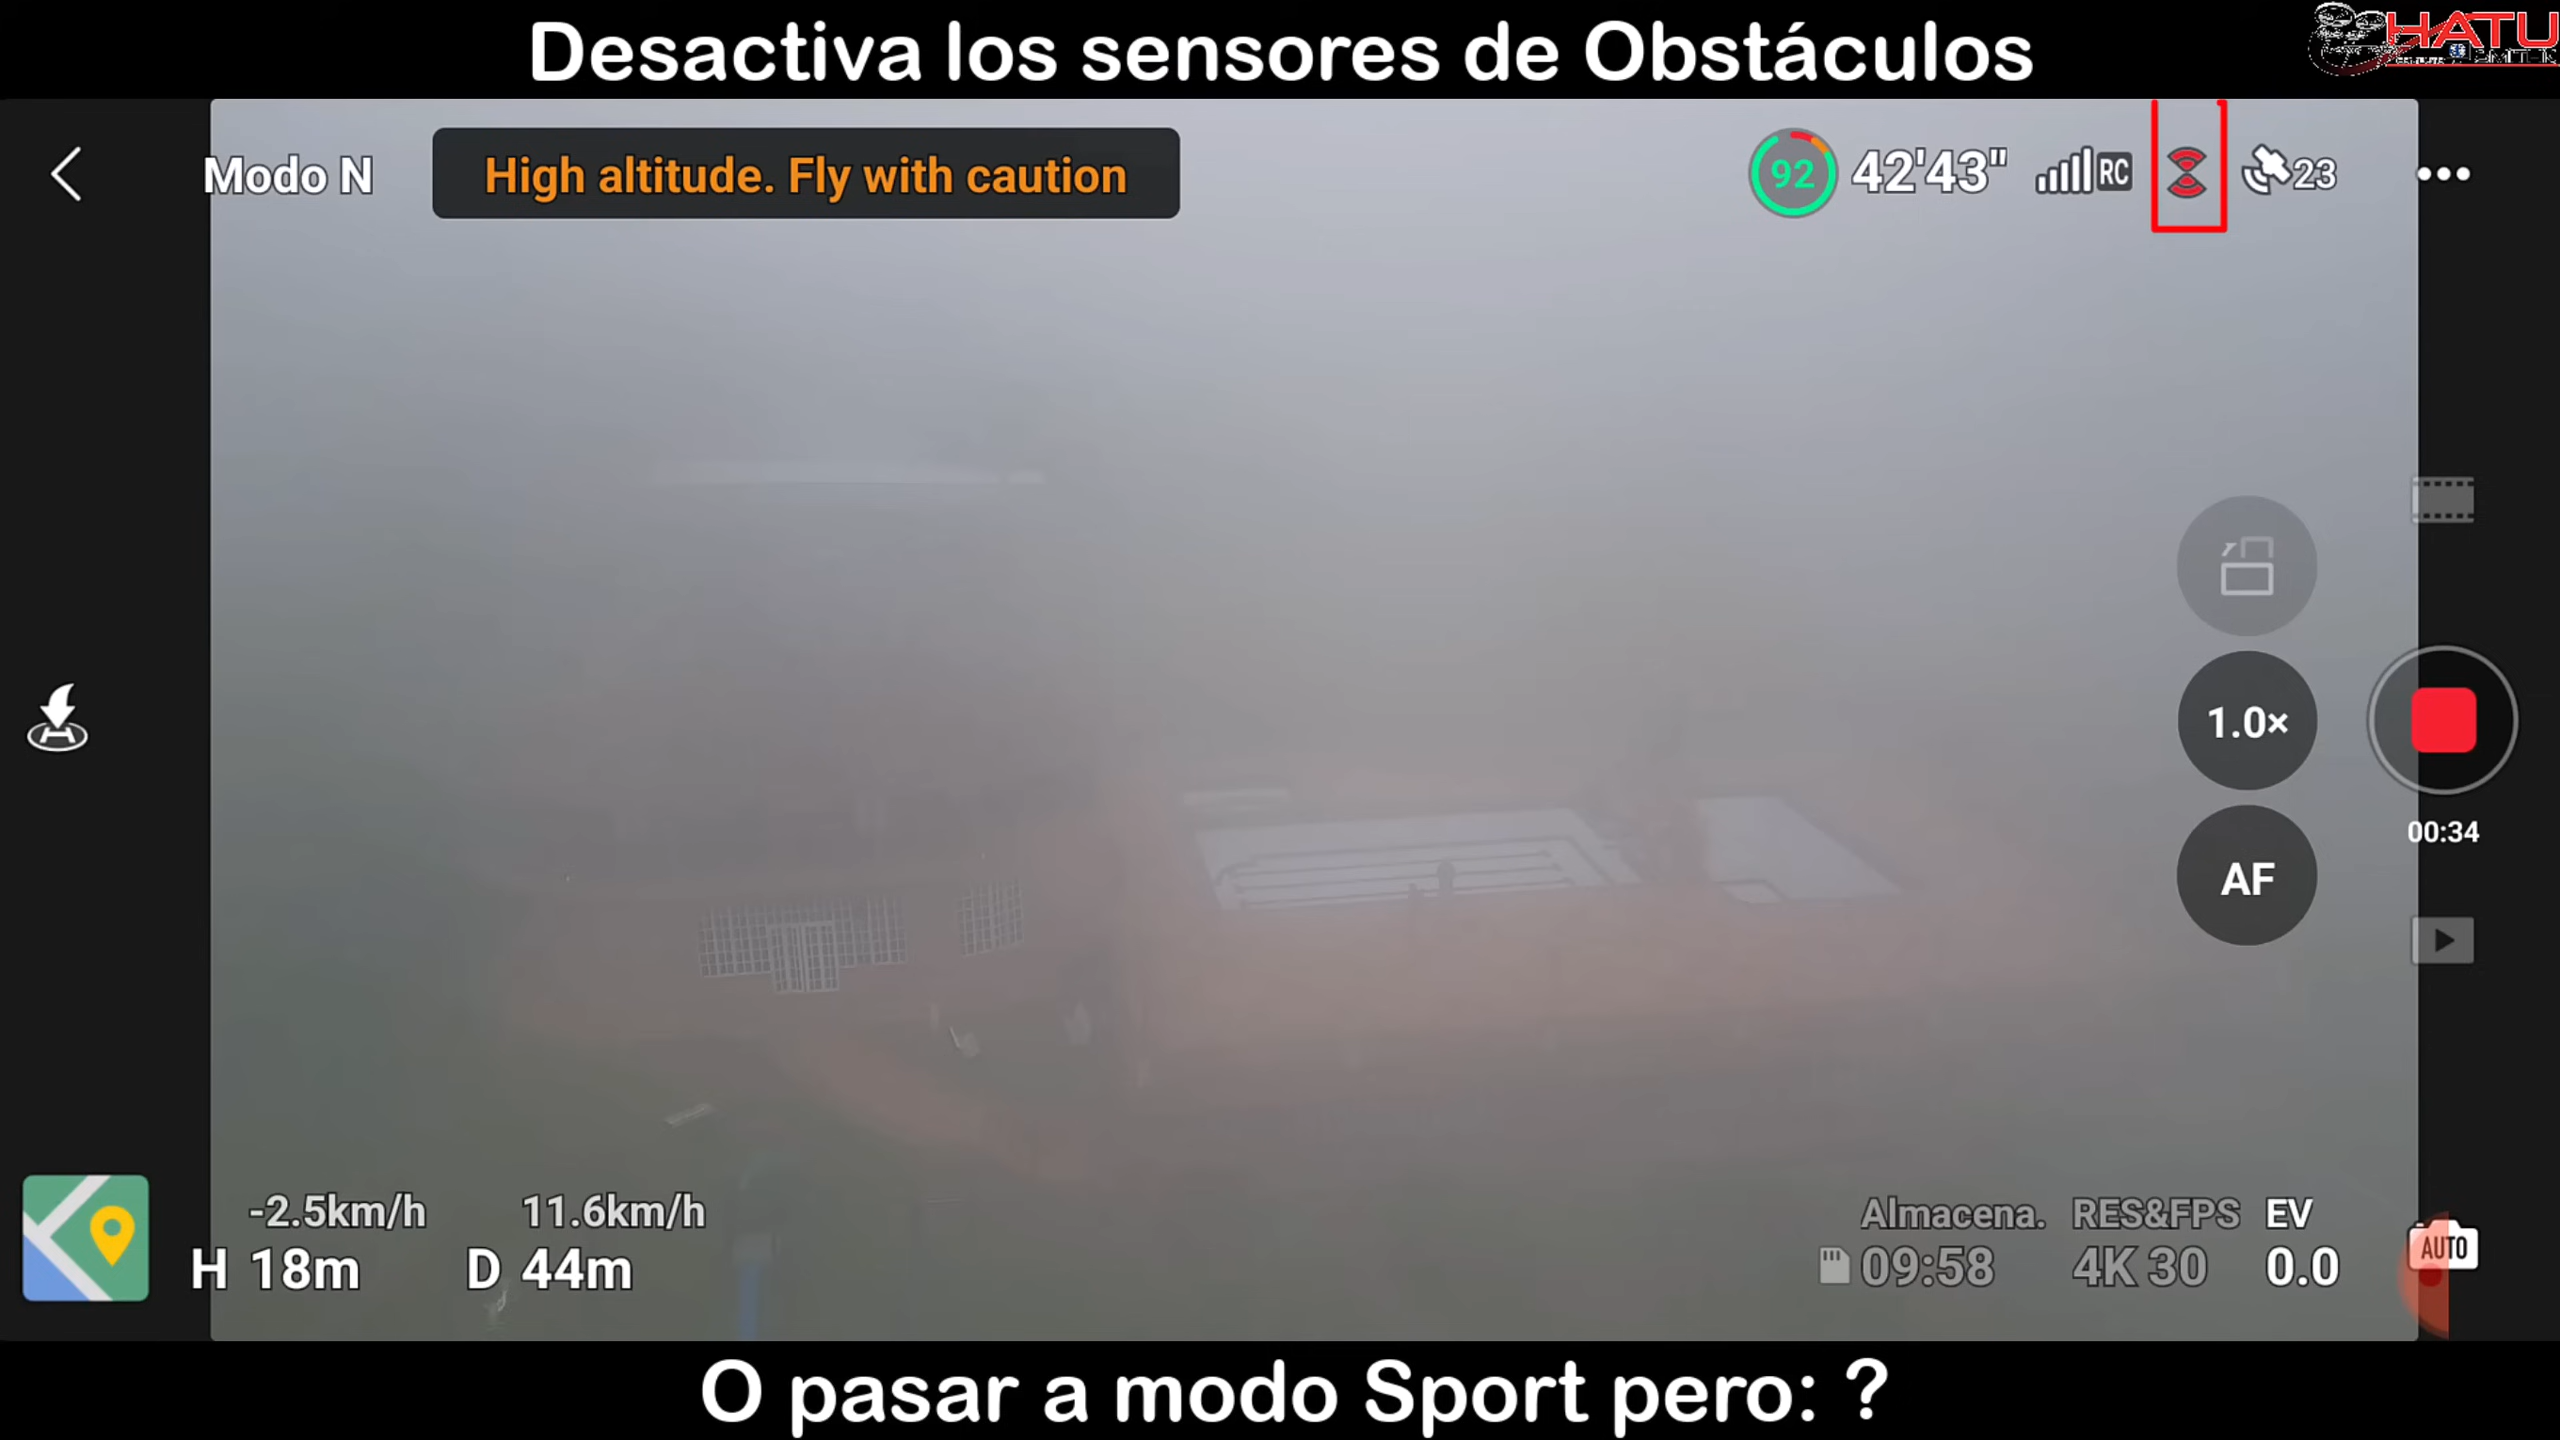 Desactiva los sensores de Obstáculos
HATU
Modo N
High altitude. Fly with caution
92
42'43"
RC
23
1.0×
AF
00:34
-2.5km/h
11.6km/h
H 18m
D 44m
Almacena.
09:58
RES&FPS
4K 30
EV
0.0
AUTO
O pasar a modo Sport pero: ?